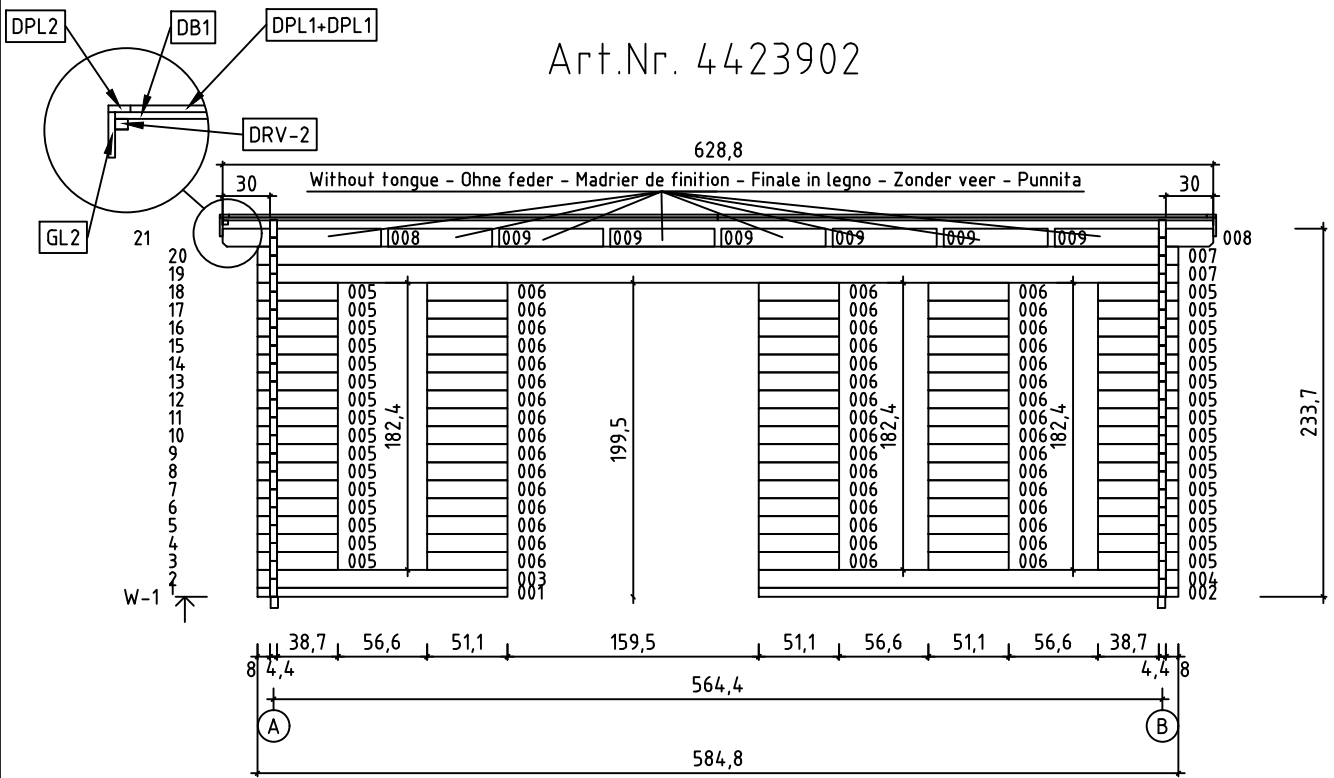 DPL2
DB1
DPL1+DPL1
Art.Nr. 4423902
DRV-2
628,8
30
Without tongue - Ohne feder - Madrier de finition - Finale in legno - Zonder veer - Punnita
30
GL2
21 008 009 009 009 009 009 009 008
20 007
19 007
18 005 006 006 006 005
17 005 006 006 006 005
16 005 006 006 006 005
15 005 006 006 006 005
14 005 006 006 006 005
13 005 006 006 006 005
12 005 006 006 006 005
11 005 006 006 006 005
10 005 006 006 006 005
9 005 006 006 006 005
8 005 006 006 006 005
7 005 006 006 006 005
6 005 006 006 006 005
5 005 006 006 006 005
4 005 006 006 006 005
3 005 006 006 006 005
2 003 004
1 001 002
182,4
199,5
182,4
182,4
233,7
W-1
38,7 56,6 51,1 159,5 51,1 56,6 51,1 56,6 38,7
8 4,4 4,4 8
564,4
A B
584,8